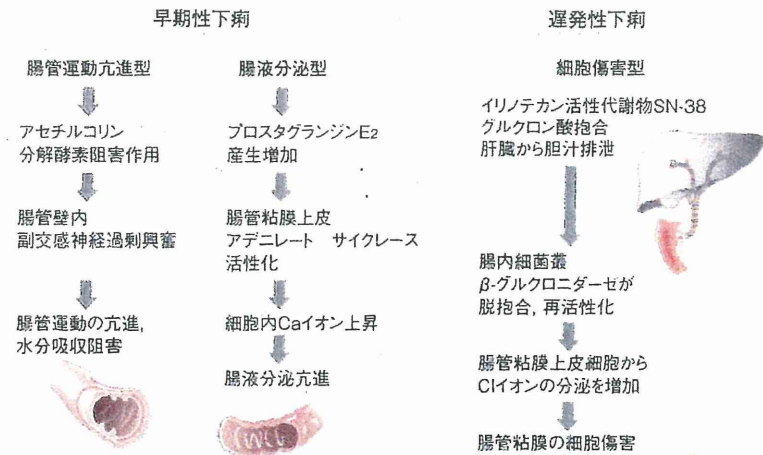 早期性下痢
腸管運動亢進型
アセチルコリン
分解酵素阻害作用
腸管壁内
副交感神経過剰興奮
腸管運動の亢進,
水分吸収阻害
腸液分泌型
プロスタグランジンE2
産生増加
腸管粘膜上皮
アデニレート サイクレース
活性化
細胞内Caイオン上昇
腸液分泌亢進
遅発性下痢
細胞傷害型
イリノテカン活性代謝物SN-38
グルクロン酸抱合
肝臓から胆汁排泄
腸内細菌叢
β-グルクロニダーゼが
脱抱合, 再活性化
腸管粘膜上皮細胞から
Clイオンの分泌を増加
腸管粘膜の細胞傷害